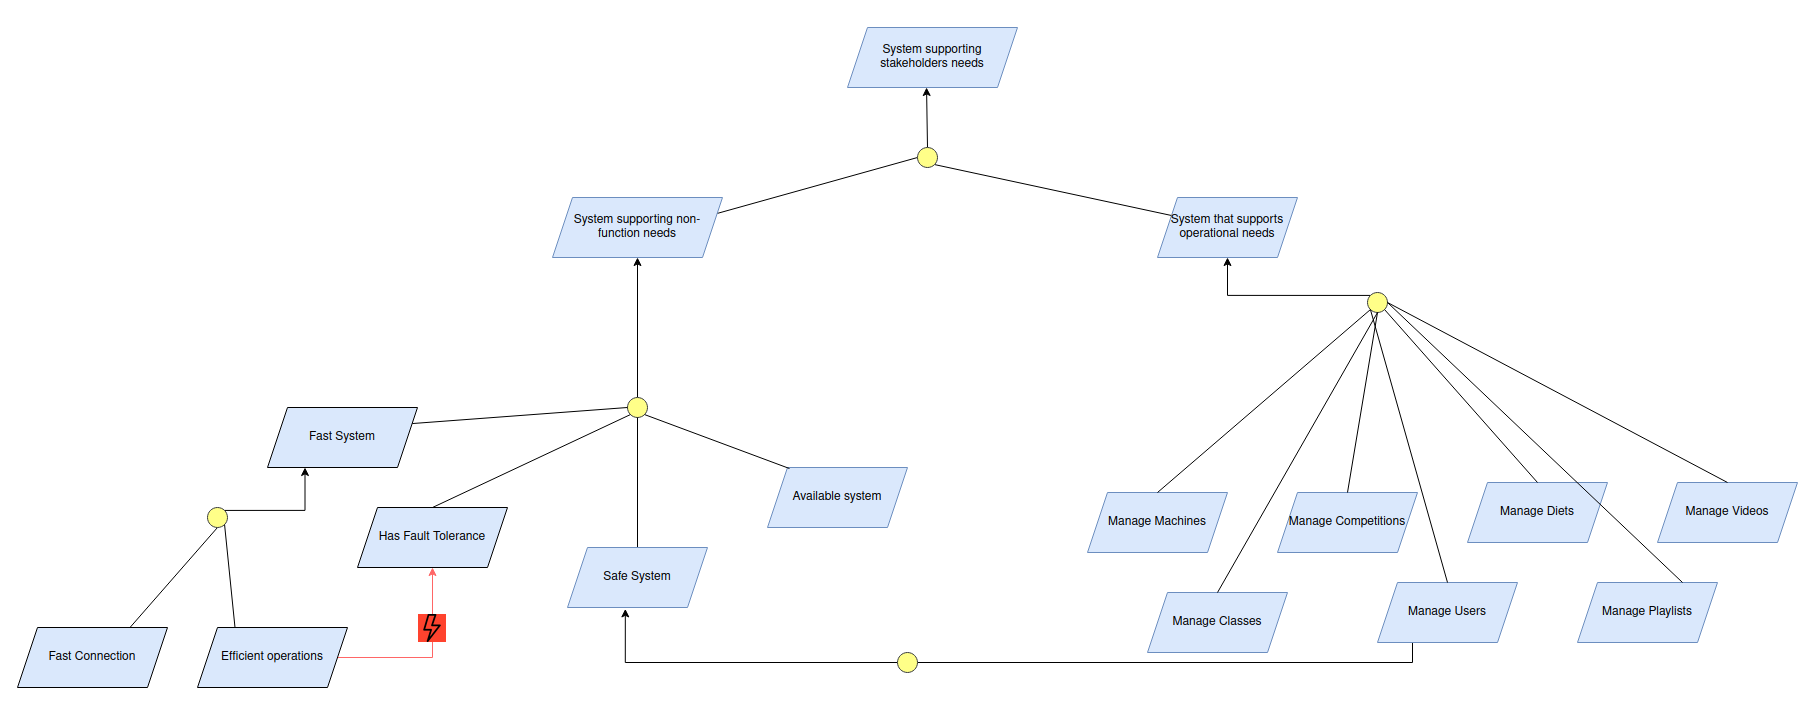 System supporting
stakeholders needs
System supporting non-
function needs
System that supports
operational needs
Fast System
Available system
Has Fault Tolerance
Safe System
Manage Machines
Manage Competitions
Manage Diets
Manage Videos
Manage Classes
Manage Users
Manage Playlists
Fast Connection
Efficient operations